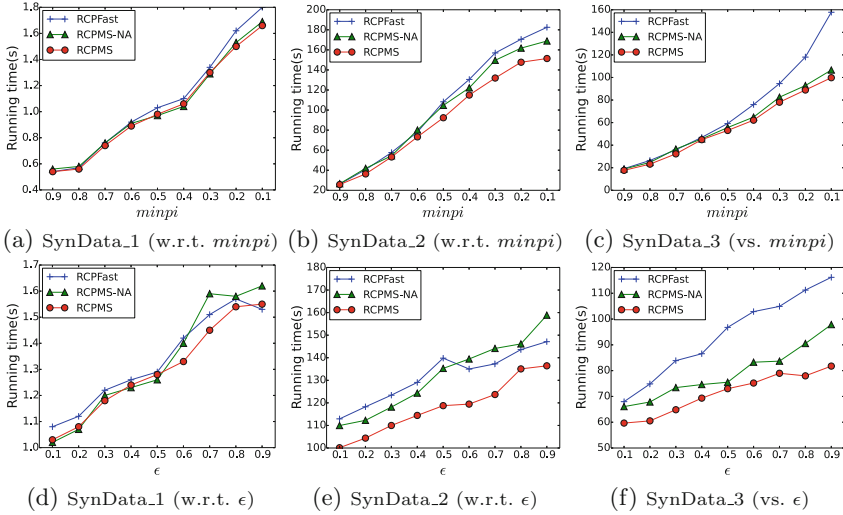 1.8
1.6
1.4
1.2
1.0
0.8
0.6
0.4
Running time(s)
RCPFast
RCPMS-NA
RCPMS
0.9 0.8 0.7 0.6 0.5 0.4 0.3 0.2 0.1
minpi
(a) SynData_1 (w.r.t. minpi)
200
180
160
140
120
100
80
60
40
20
Running time(s)
RCPFast
RCPMS-NA
RCPMS
0.9 0.8 0.7 0.6 0.5 0.4 0.3 0.2 0.1
minpi
(b) SynData_2 (w.r.t. minpi)
160
140
120
100
80
60
40
20
0
Running time(s)
RCPFast
RCPMS-NA
RCPMS
0.9 0.8 0.7 0.6 0.5 0.4 0.3 0.2 0.1
minpi
(c) SynData_3 (vs. minpi)
1.7
1.6
1.5
1.4
1.3
1.2
1.1
1.0
Running time(s)
RCPFast
RCPMS-NA
RCPMS
0.1 0.2 0.3 0.4 0.5 0.6 0.7 0.8 0.9
ϵ
(d) SynData_1 (w.r.t. ϵ)
180
170
160
150
140
130
120
110
100
Running time(s)
RCPFast
RCPMS-NA
RCPMS
0.1 0.2 0.3 0.4 0.5 0.6 0.7 0.8 0.9
ϵ
(e) SynData_2 (w.r.t. ϵ)
120
110
100
90
80
70
60
50
Running time(s)
RCPFast
RCPMS-NA
RCPMS
0.1 0.2 0.3 0.4 0.5 0.6 0.7 0.8 0.9
ϵ
(f) SynData_3 (vs. ϵ)